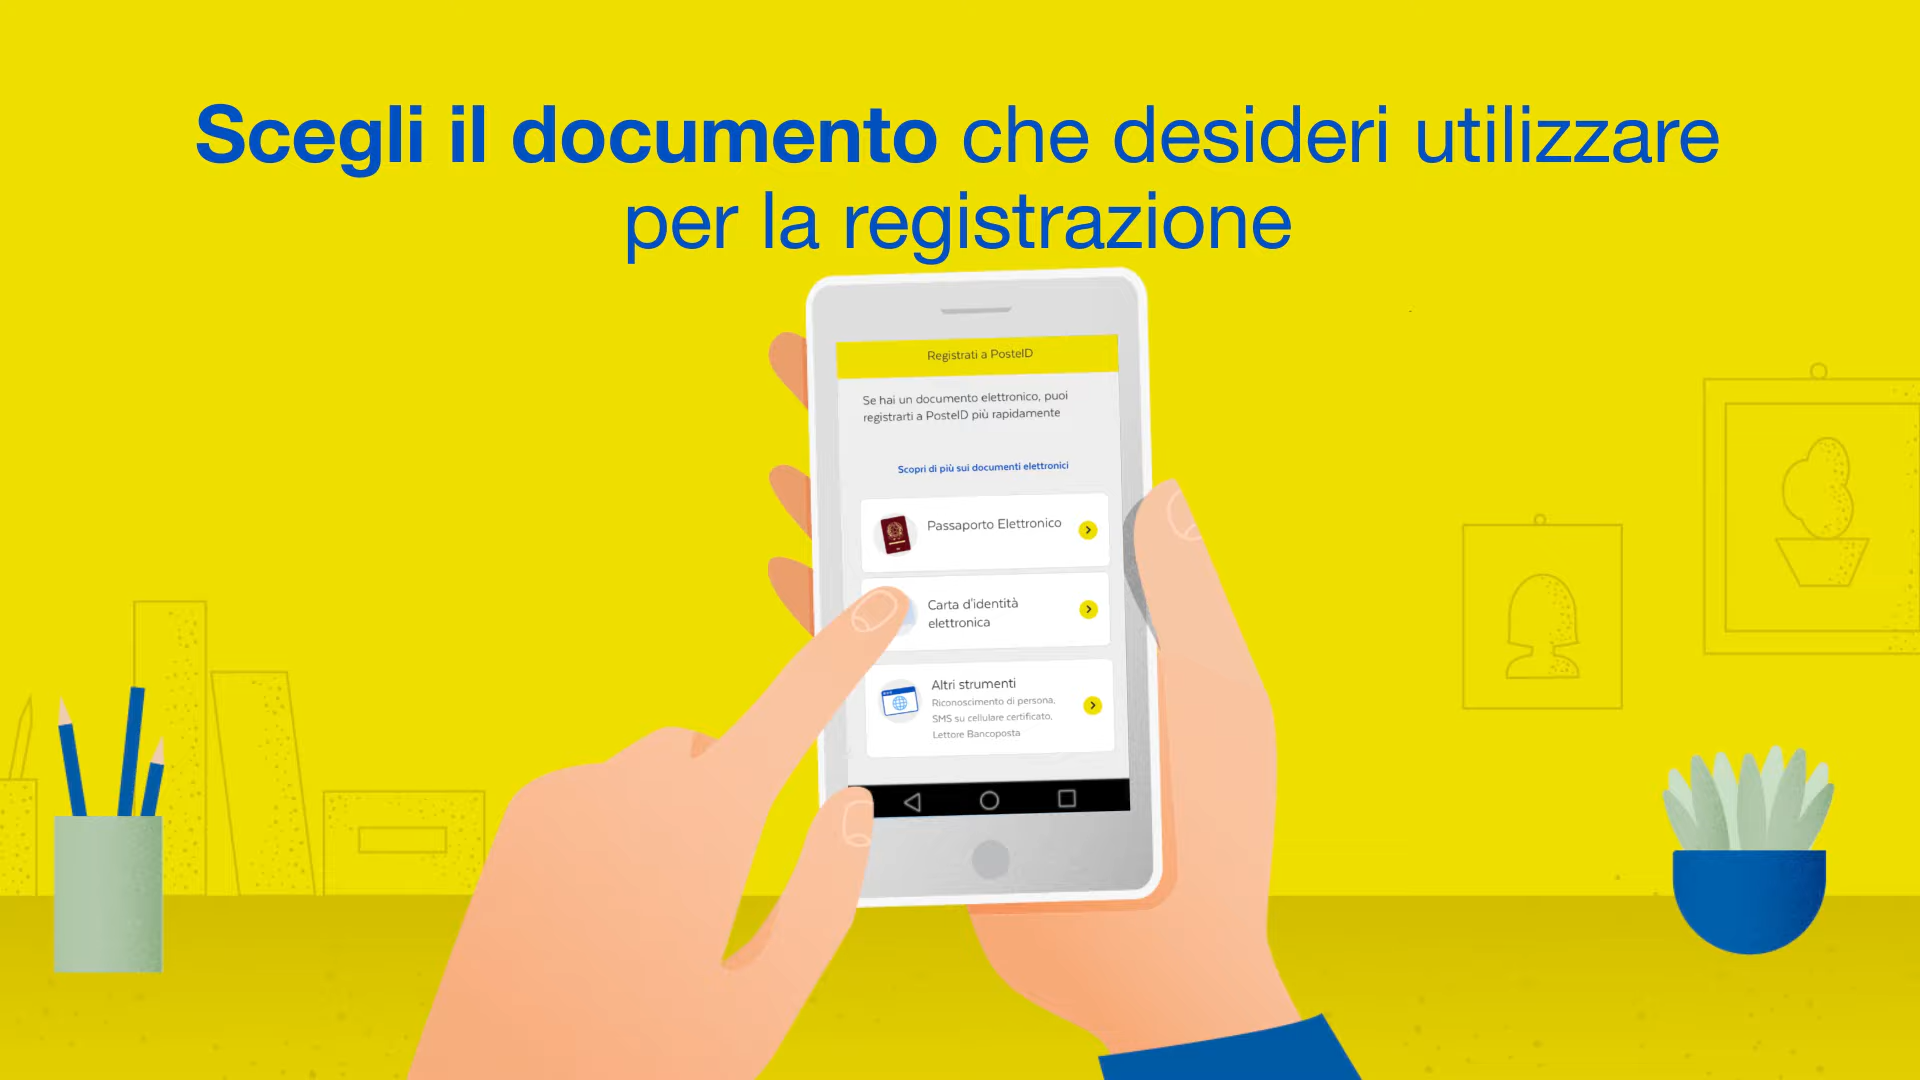 Scegli il documento che desideri utilizzare
per la registrazione
Registrati a PosteID
Se hai un documento elettronico, puoi
registrarti a PosteID più rapidamente
Scopri di più sui documenti elettronici
Passaporto Elettronico
Carta d'identità
elettronica
Altri strumenti
Riconoscimento di persona,
SMS su cellulare certificato,
Lettore Bancoposta